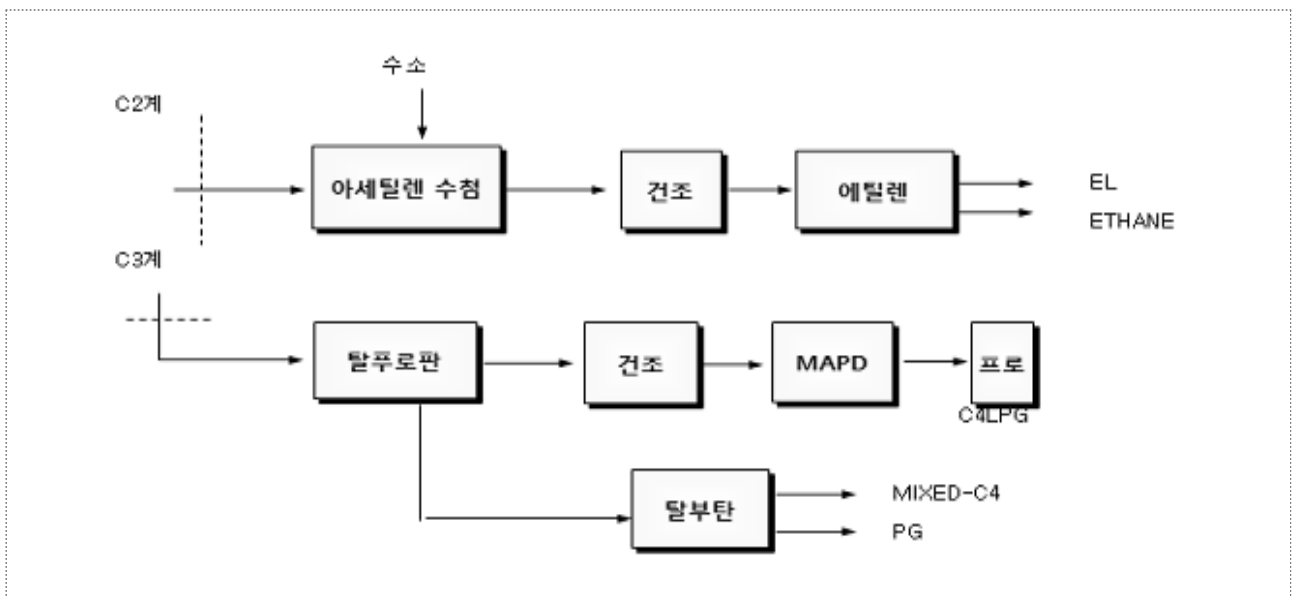 수소
C2계
아세틸렌 수첨
건조
에틸렌
EL
ETHANE
C3계
탈푸로판
건조
MAPD
프로
C4LPG
탈부탄
MIXED-C4
PG